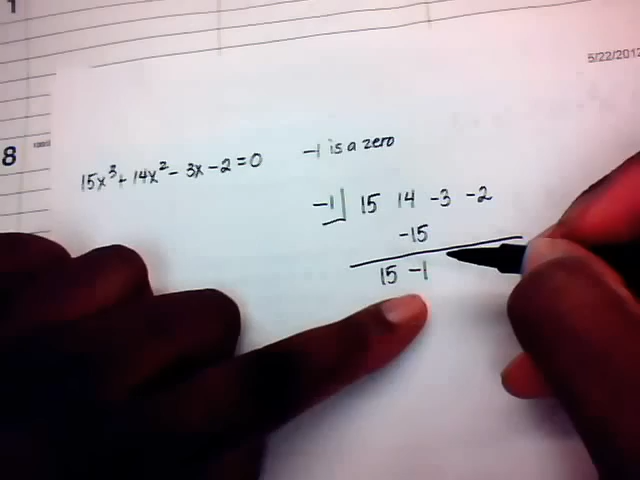 1
5/22/2012
8
15x³ + 14x² - 3x - 2 = 0
-1 is a zero
-1 15 14 -3 -2
-15
15 -1